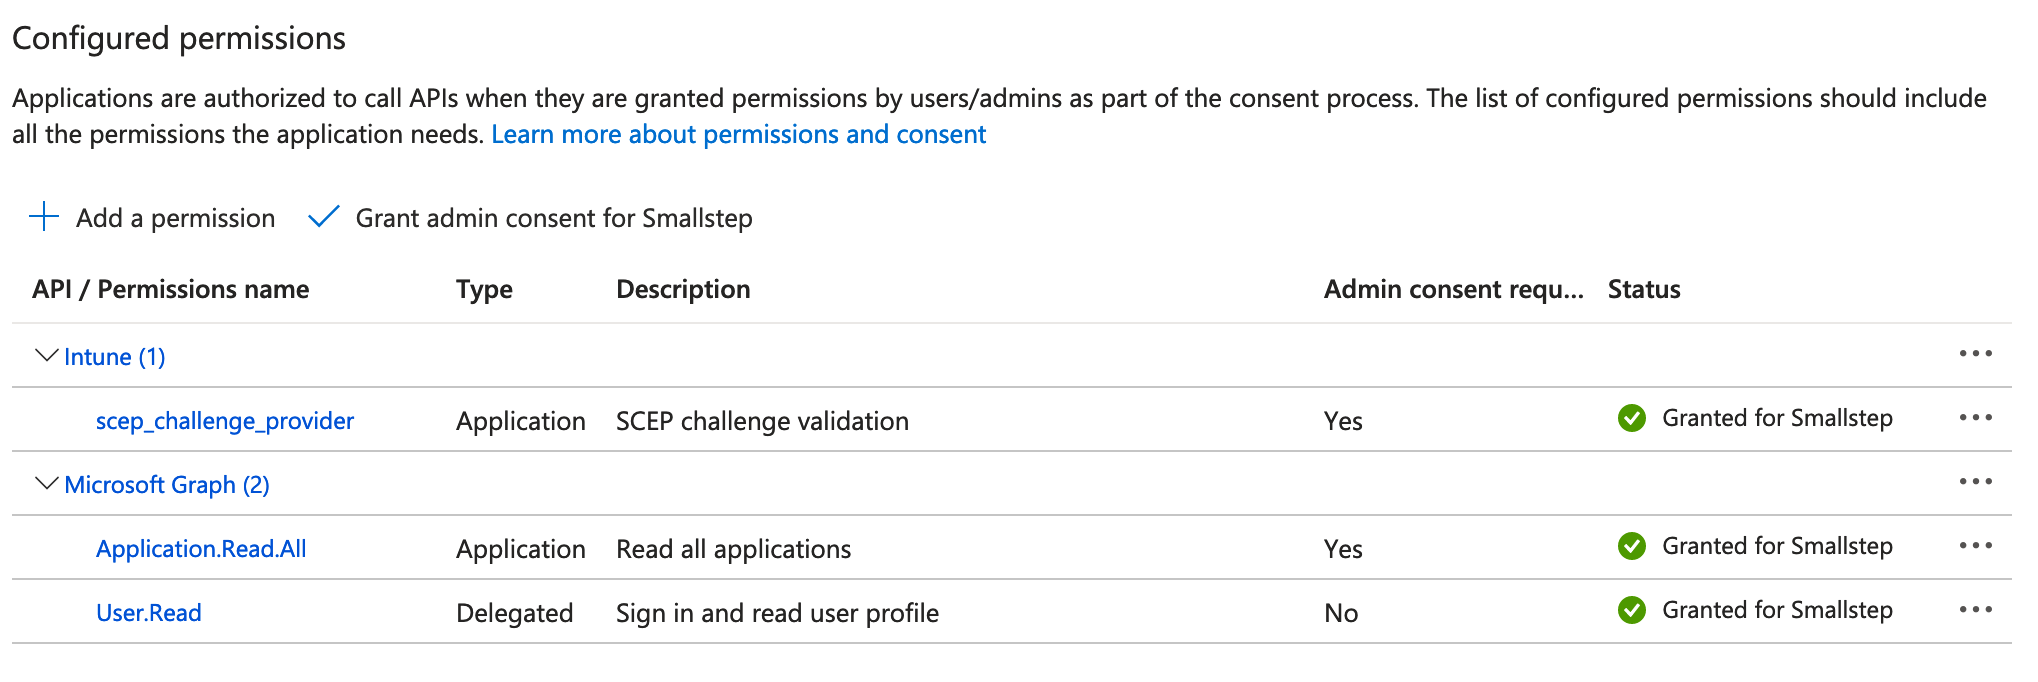 Configured permissions
Applications are authorized to call APIs when they are granted permissions by users/admins as part of the consent process. The list of configured permissions should include
all the permissions the application needs. Learn more about permissions and consent
Add a permission Grant admin consent for Smallstep
API / Permissions name Type Description Admin consent requ... Status
Intune (1)
scep_challenge_provider Application SCEP challenge validation Yes Granted for Smallstep
Microsoft Graph (2)
Application.Read.All Application Read all applications Yes Granted for Smallstep
User.Read Delegated Sign in and read user profile No Granted for Smallstep